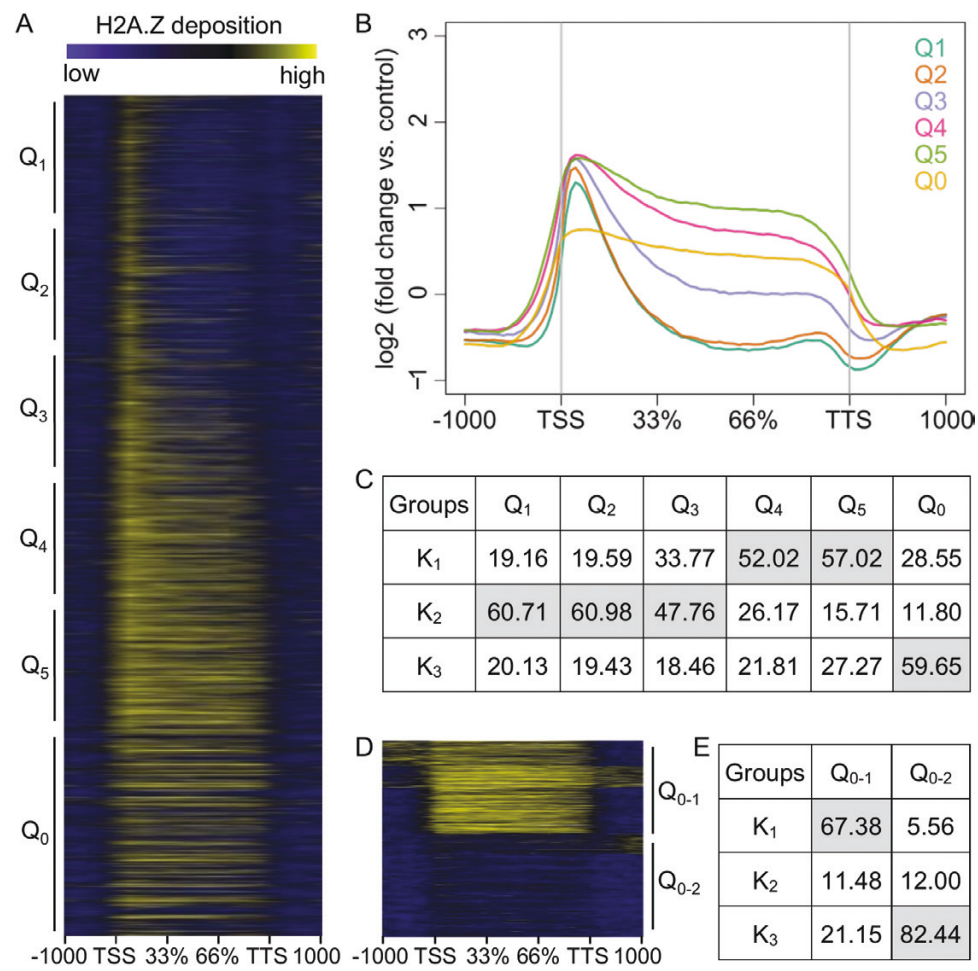 A
H2A.Z deposition
low high
Q1
Q2
Q3
Q4
Q5
Q0
-1000 TSS 33% 66% TTS 1000
B
log2 (fold change vs. control)
3
2
1
0
−1
Q1
Q2
Q3
Q4
Q5
Q0
-1000 TSS 33% 66% TTS 1000
C
Groups Q1 Q2 Q3 Q4 Q5 Q0
K1 19.16 19.59 33.77 52.02 57.02 28.55
K2 60.71 60.98 47.76 26.17 15.71 11.80
K3 20.13 19.43 18.46 21.81 27.27 59.65
D
Q0-1
Q0-2
-1000 TSS 33% 66% TTS 1000
E
Groups Q0-1 Q0-2
K1 67.38 5.56
K2 11.48 12.00
K3 21.15 82.44